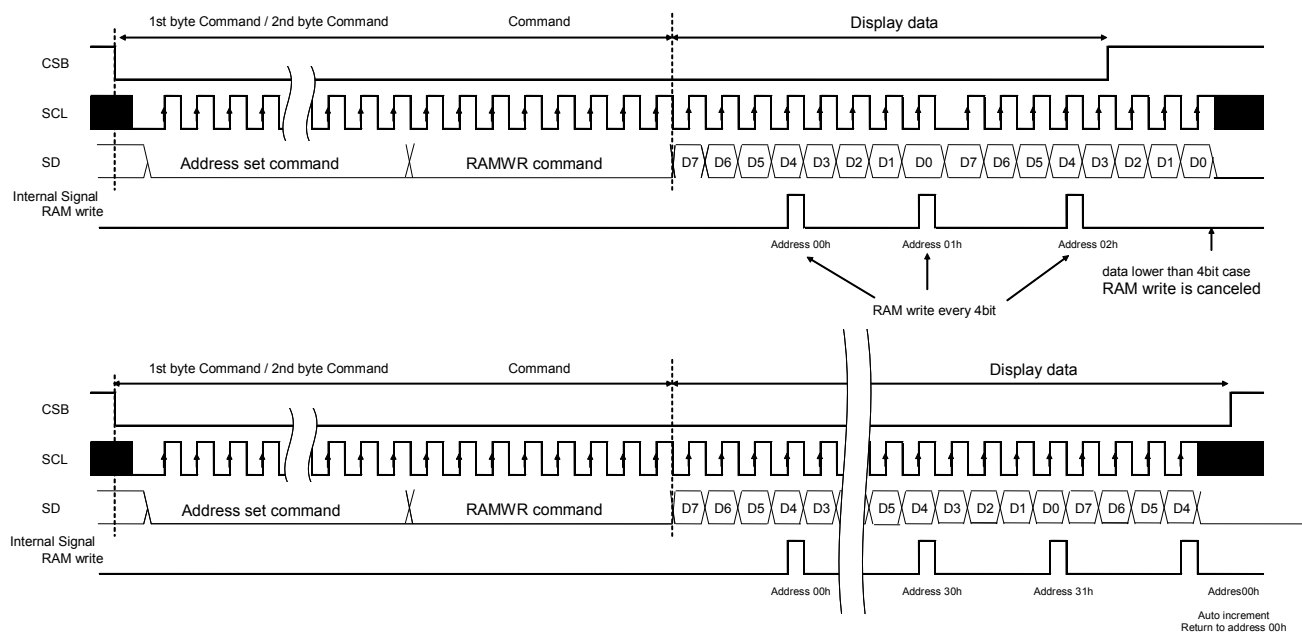 1st byte Command / 2nd byte Command Command Display data
CSB
SCL
SD Address set command RAMWR command D7 D6 D5 D4 D3 D2 D1 D0 D7 D6 D5 D4 D3 D2 D1 D0
Internal Signal
RAM write
Address 00h Address 01h Address 02h
data lower than 4bit case
RAM write is canceled
RAM write every 4bit
1st byte Command / 2nd byte Command Command Display data
CSB
SCL
SD Address set command RAMWR command D7 D6 D5 D4 D3 D5 D4 D3 D2 D1 D0 D7 D6 D5 D4
Internal Signal
RAM write
Address 00h Address 30h Address 31h Addres00h
Auto increment
Return to address 00h